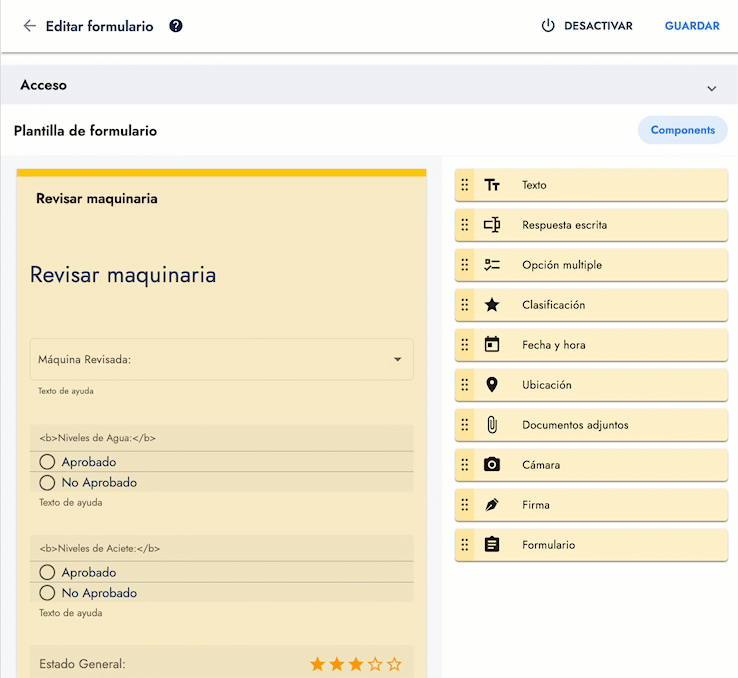 Editar formulario
DESACTIVAR
GUARDAR
Acceso
Plantilla de formulario
Components
Revisar maquinaria
Revisar maquinaria
Máquina Revisada:
Texto de ayuda
<b>Niveles de Agua:</b>
Aprobado
No Aprobado
Texto de ayuda
<b>Niveles de Aciete:</b>
Aprobado
No Aprobado
Texto de ayuda
Estado General:
Texto
Respuesta escrita
Opción multiple
Clasificación
Fecha y hora
Ubicación
Documentos adjuntos
Cámara
Firma
Formulario